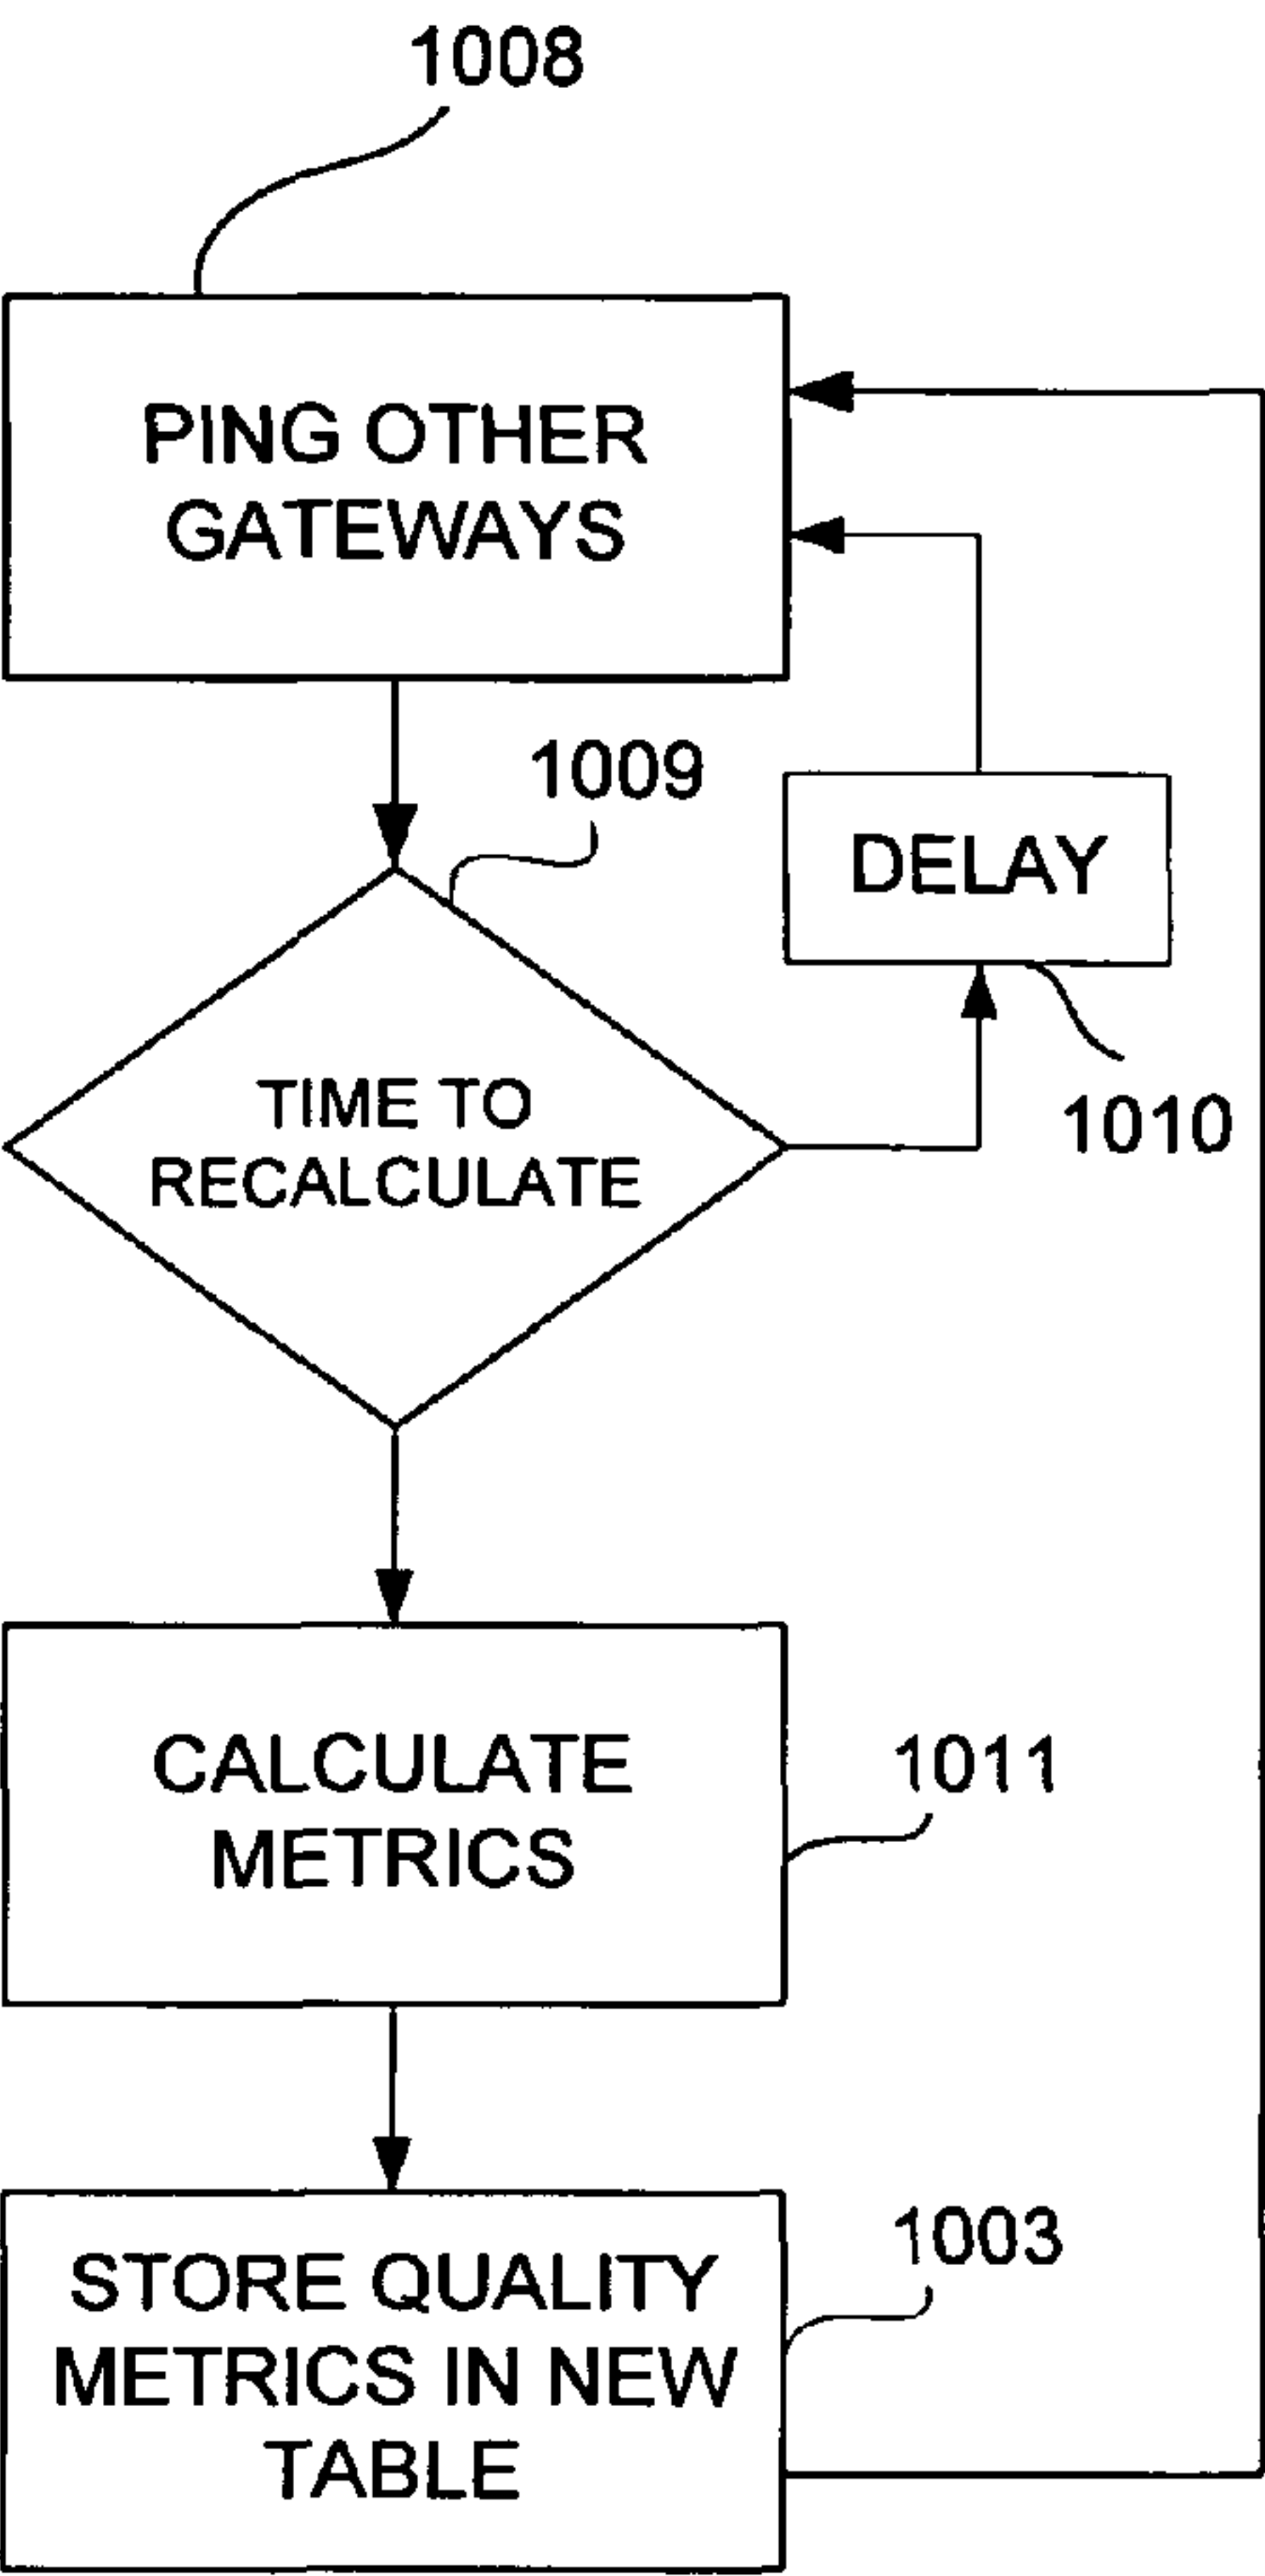 1008
PING OTHER
GATEWAYS
1009
DELAY
TIME TO
RECALCULATE
1010
CALCULATE
METRICS
1011
1003
STORE QUALITY
METRICS IN NEW
TABLE